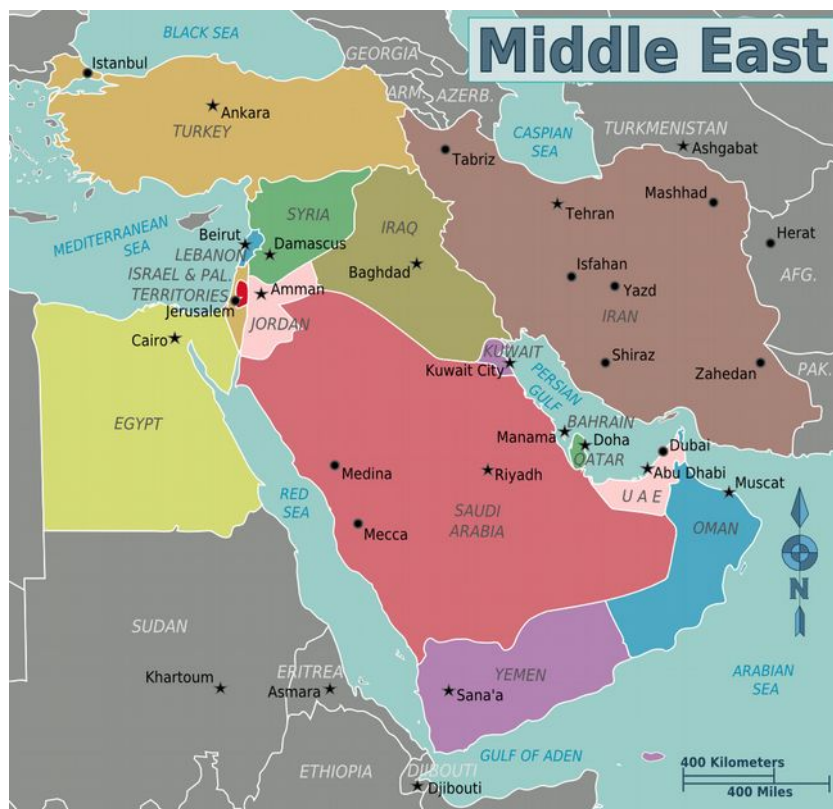 Middle East
BLACK SEA
GEORGIA
Istanbul
ARM.
AZERB.
Ankara
TURKEY
CASPIAN
SEA
TURKMENISTAN
Ashgabat
Tabriz
Mashhad
Tehran
SYRIA
IRAQ
MEDITERRANEAN
SEA
Beirut
LEBANON
Damascus
Herat
Baghdad
ISRAEL & PAL.
TERRITORIES
Isfahan
AFG.
Amman
Yazd
Jerusalem
JORDAN
IRAN
Cairo
KUWAIT
Kuwait City
Shiraz
Zahedan
PAK.
PERSIAN
GULF
EGYPT
BAHRAIN
Manama
Doha
QATAR
Dubai
Medina
Riyadh
Abu Dhabi
Muscat
RED
SEA
U A E
SAUDI
ARABIA
Mecca
OMAN
N
SUDAN
ERITREA
YEMEN
ARABIAN
SEA
Khartoum
Asmara
Sana'a
GULF OF ADEN
400 Kilometers
400 Miles
ETHIOPIA
DJIBOUTI
Djibouti